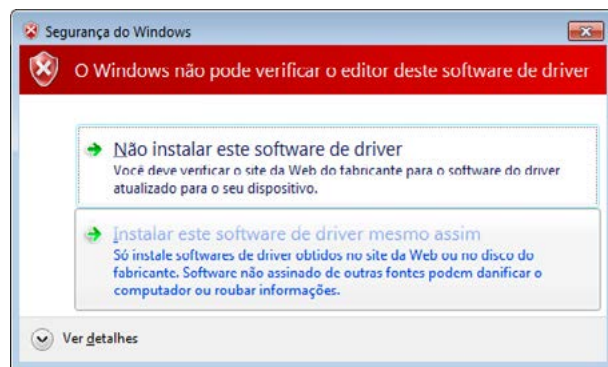 Segurança do Windows
O Windows não pode verificar o editor deste software de driver
Não instalar este software de driver
Você deve verificar o site da Web do fabricante para o software do driver
atualizado para o seu dispositivo.
Instalar este software de driver mesmo assim
Só instale softwares de driver obtidos no site da Web ou no disco do
fabricante. Software não assinado de outras fontes podem danificar o
computador ou roubar informações.
Ver detalhes